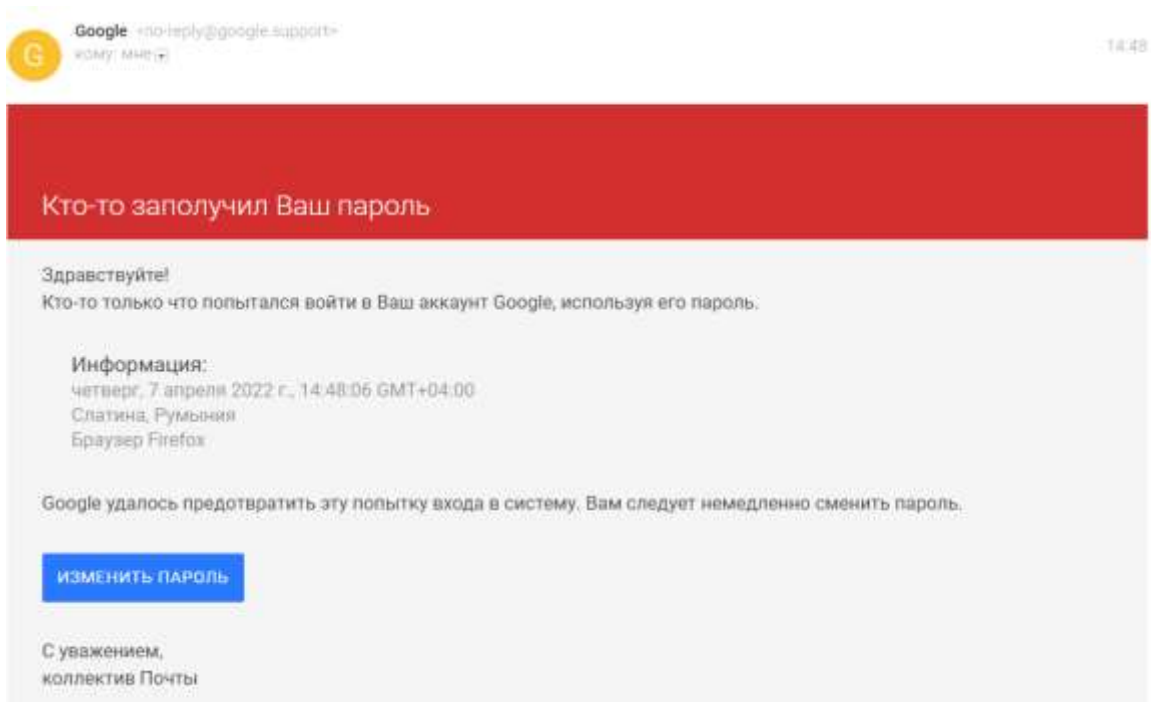 Google <no-reply@google.support>
кому: мне
14:48
Кто-то заполучил Ваш пароль
Здравствуйте!
Кто-то только что попытался войти в Ваш аккаунт Google, используя его пароль.
Информация:
четверг, 7 апреля 2022 г., 14:48:06 GMT+04:00
Слатина, Румыния
Браузер Firefox
Google удалось предотвратить эту попытку входа в систему. Вам следует немедленно сменить пароль.
ИЗМЕНИТЬ ПАРОЛЬ
С уважением,
коллектив Почты